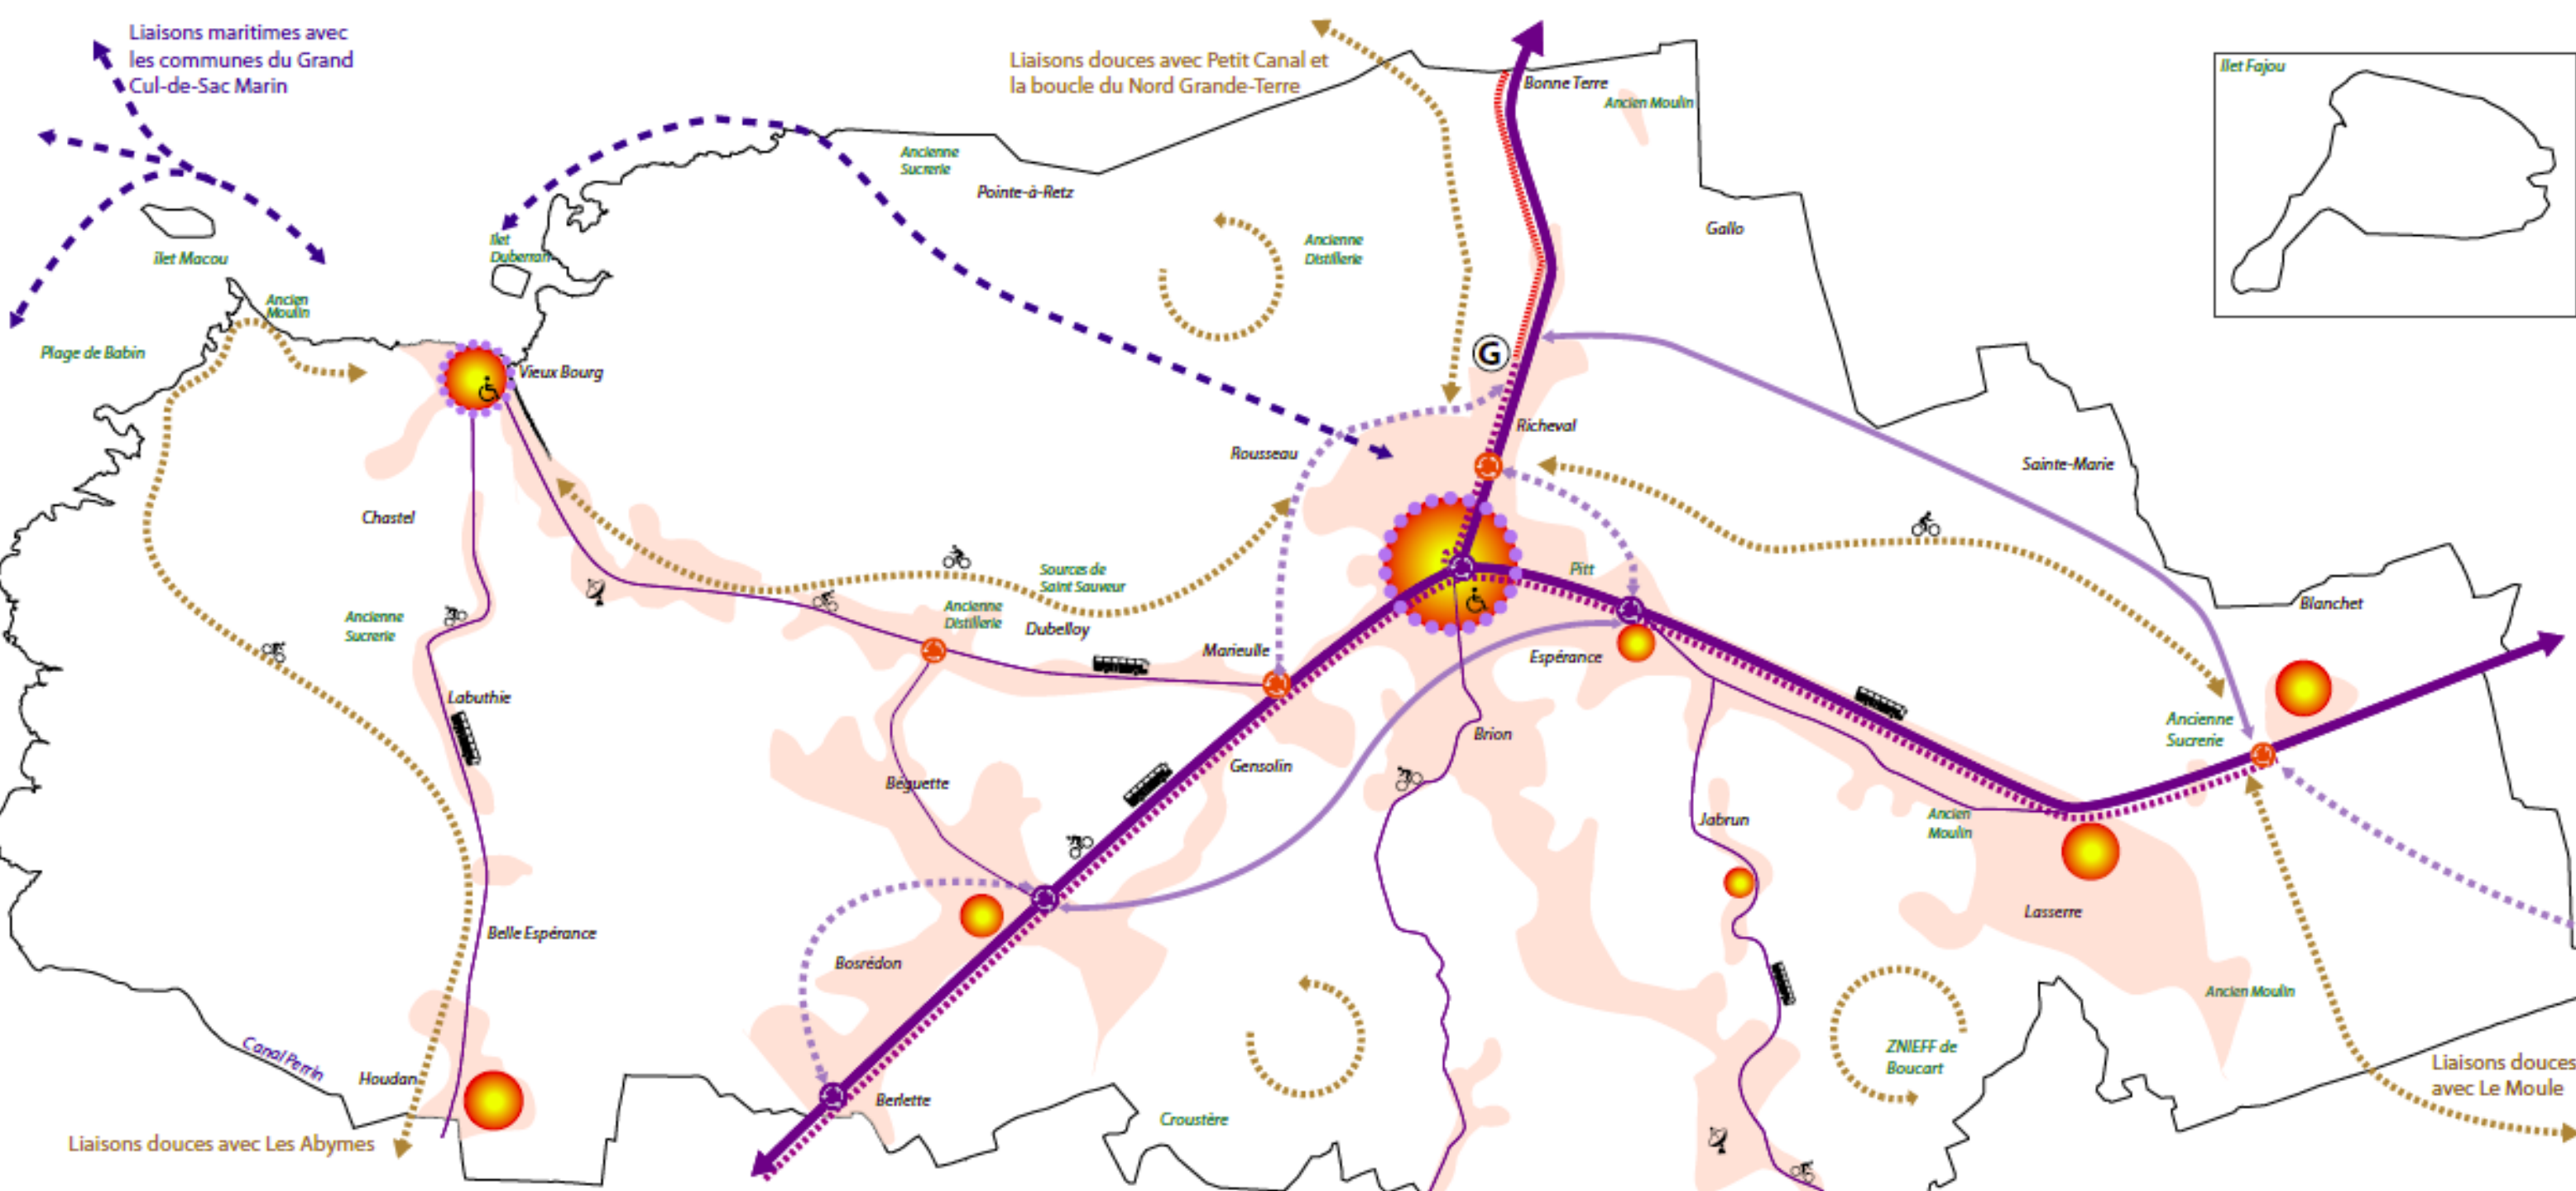 Liaisons maritimes avec
les communes du Grand
Cul-de-Sac Marin
Liaisons douces avec Petit Canal et
la boucle du Nord Grande-Terre
Bonne Terre
Ancien Moulin
Ilet Fajou
Ancienne
Sucrerie
Pointe-à-Retz
Gallo
îlet Macou
Ilet
Duberran
Ancienne
Distillerie
Ancien
Moulin
Plage de Babin
Vieux Bourg
G
Richeval
Rousseau
Sainte-Marie
Chastel
Sources de
Saint Sauveur
Pitt
Ancienne
Sucrerie
Ancienne
Distillerie
Dubelloy
Blanchet
Marieulle
Espérance
Labuthie
Ancienne
Sucrerie
Brion
Gensolin
Béguette
Jabrun
Ancien
Moulin
Lasserre
Belle Espérance
Bosrédon
Ancien Moulin
Canal Perrin
ZNIEFF de
Boucart
Houdan
Liaisons douces
avec Le Moule
Berlette
Croustère
Liaisons douces avec Les Abymes